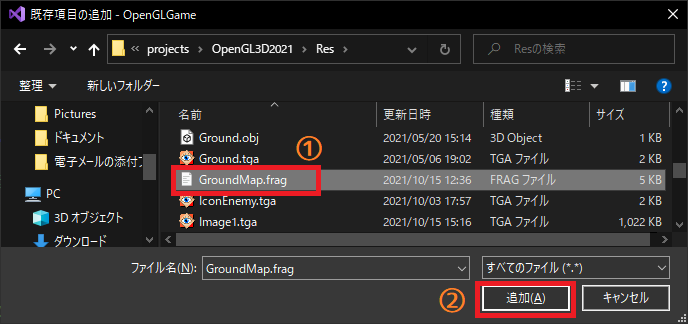 既存項目の追加 - OpenGLGame
projects › OpenGL3D2021 › Res
Resの検索
整理 新しいフォルダー
名前 更新日時 種類 サイズ
Pictures
ドキュメント
電子メールの添付フ
PC
3D オブジェクト
ダウンロード
Ground.obj 2021/05/20 15:14 3D Object 1 KB
①
Ground.tga 2021/05/06 19:02 TGA ファイル 2 KB
GroundMap.frag 2021/10/15 12:36 FRAG ファイル 5 KB
IconEnemy.tga 2021/10/03 17:57 TGA ファイル 2 KB
Image1.tga 2021/10/15 15:16 TGA ファイル 1,022 KB
ファイル名(N): GroundMap.frag すべてのファイル (*.*)
② 追加(A) キャンセル